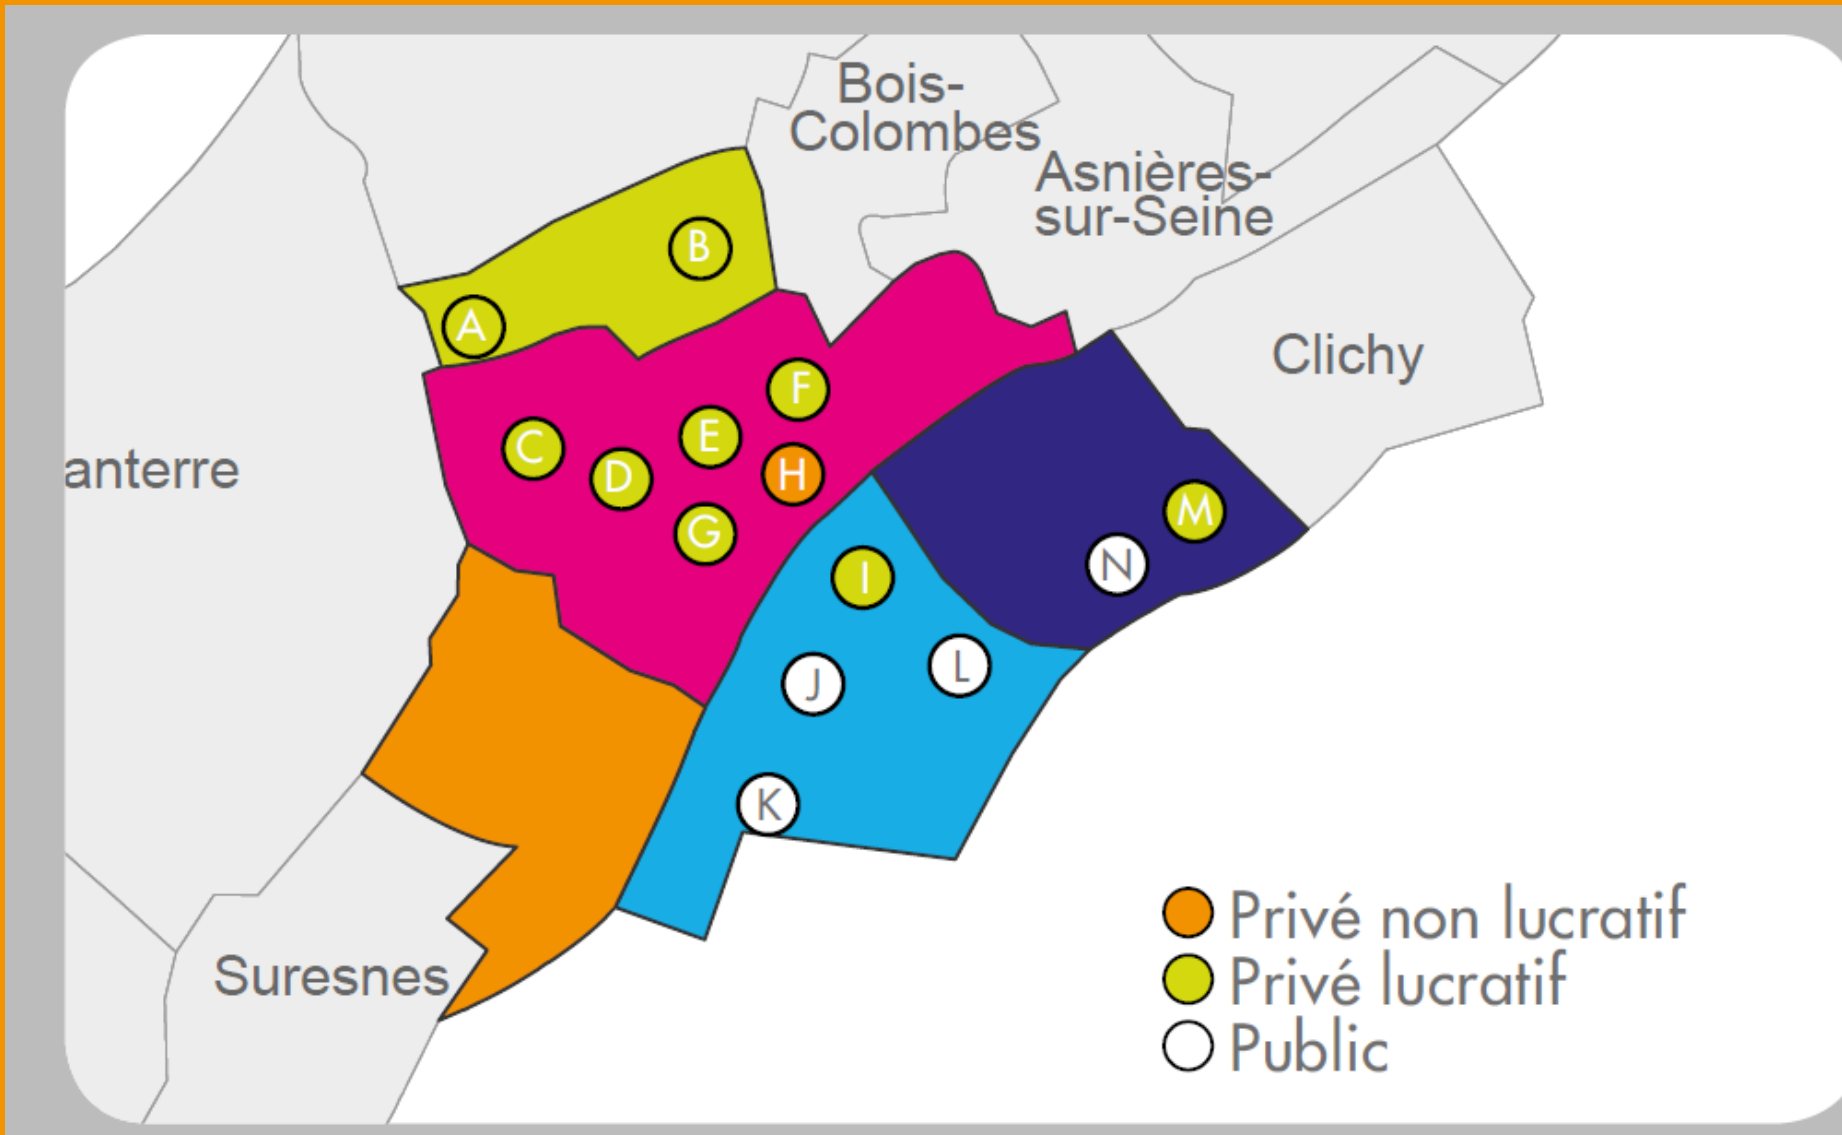 Bois-
Colombes
Asnières-
sur-Seine
B
A
Clichy
F
C
E
anterre
D
H
G
M
I
N
J
L
K
Privé non lucratif
Privé lucratif
Suresnes
Public